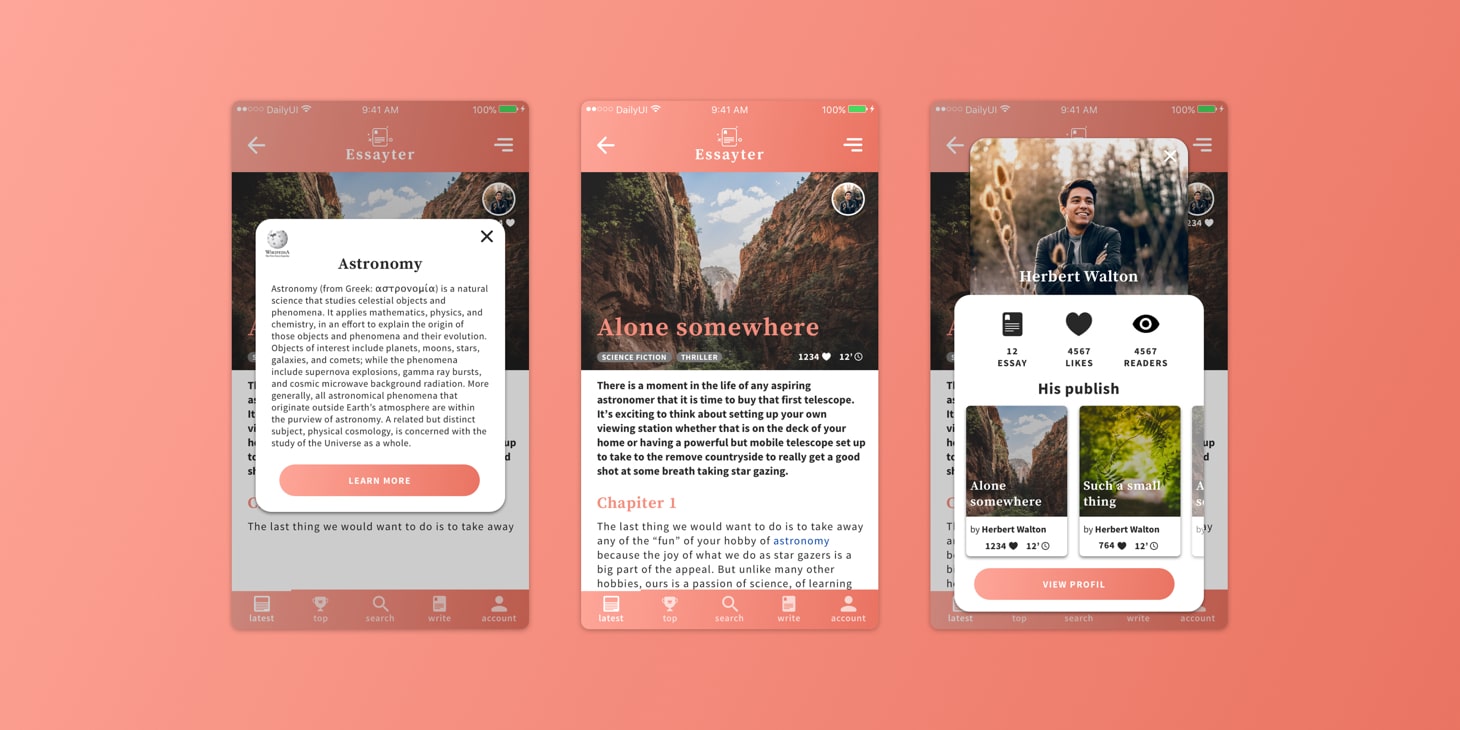 DailyUI 9:41 AM 100%
Essayter
WIKIPEDIA
Astronomy
Astronomy (from Greek: αστρονομία) is a natural
science that studies celestial objects and
phenomena. It applies mathematics, physics, and
chemistry, in an effort to explain the origin of
those objects and phenomena and their evolution.
Objects of interest include planets, moons, stars,
galaxies, and comets; while the phenomena
include supernova explosions, gamma ray bursts,
and cosmic microwave background radiation. More
generally, all astronomical phenomena that
originate outside Earth's atmosphere are within
the purview of astronomy. A related but distinct
subject, physical cosmology, is concerned with the
study of the Universe as a whole.
LEARN MORE
The last thing we would want to do is to take away
latest top search write account
DailyUI 9:41 AM 100%
Essayter
Alone somewhere
SCIENCE FICTION THRILLER 1234 12'
There is a moment in the life of any aspiring
astronomer that it is time to buy that first telescope.
It's exciting to think about setting up your own
viewing station whether that is on the deck of your
home or having a powerful but mobile telescope set up
to take to the remove countryside to really get a good
shot at some breath taking star gazing.
Chapiter 1
The last thing we would want to do is to take away
any of the “fun” of your hobby of astronomy
because the joy of what we do as star gazers is a
big part of the appeal. But unlike many other
hobbies, ours is a passion of science, of learning
latest top search write account
DailyUI 9:41 AM 100%
234
Herbert Walton
12 4567 4567
ESSAY LIKES READERS
His publish
Alone
somewhere
by Herbert Walton
1234 12'
Such a small
thing
by Herbert Walton
764 12'
by
VIEW PROFIL
latest top search write account